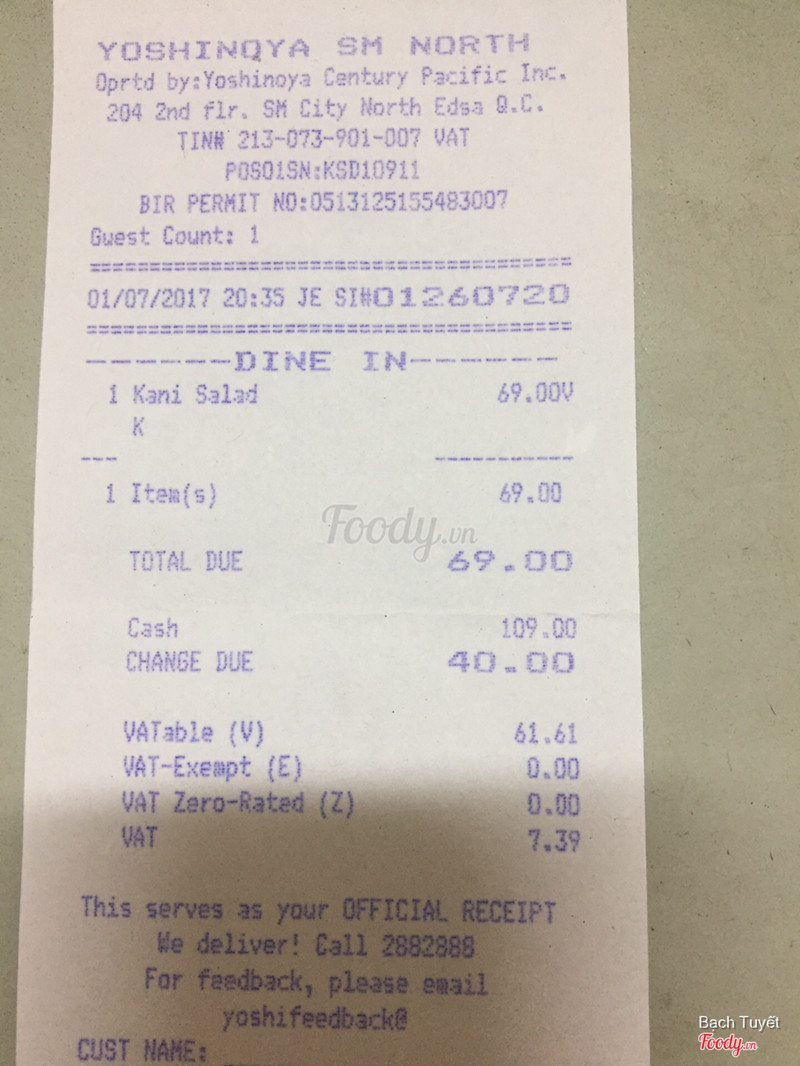 YOSHINOYA SM NORTH
Oprtd by:Yoshinoya Century Pacific Inc.
204 2nd flr. SM City North Edsa Q.C.
TIN# 213-073-901-007 VAT
POS01SN:KSD10911
BIR PERMIT NO:0513125155483007
Guest Count: 1
========================================
01/07/2017 20:35 JE SI#01260720
========================================
------DINE IN------
1 Kani Salad 69.00V
K
--- ----------
1 Item(s) 69.00
Foody.vn
TOTAL DUE 69.00
Cash 109.00
CHANGE DUE 40.00
VATable (V) 61.61
VAT-Exempt (E) 0.00
VAT Zero-Rated (Z) 0.00
VAT 7.39
This serves as your OFFICIAL RECEIPT
We deliver! Call 2882888
For feedback, please email
yoshifeedback@
CUST NAME:
Bạch Tuyết
Foody.vn